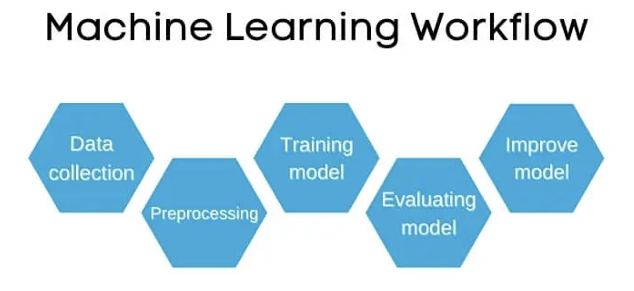 Machine Learning Workflow
Data
collection
Preprocessing
Training
model
Evaluating
model
Improve
model